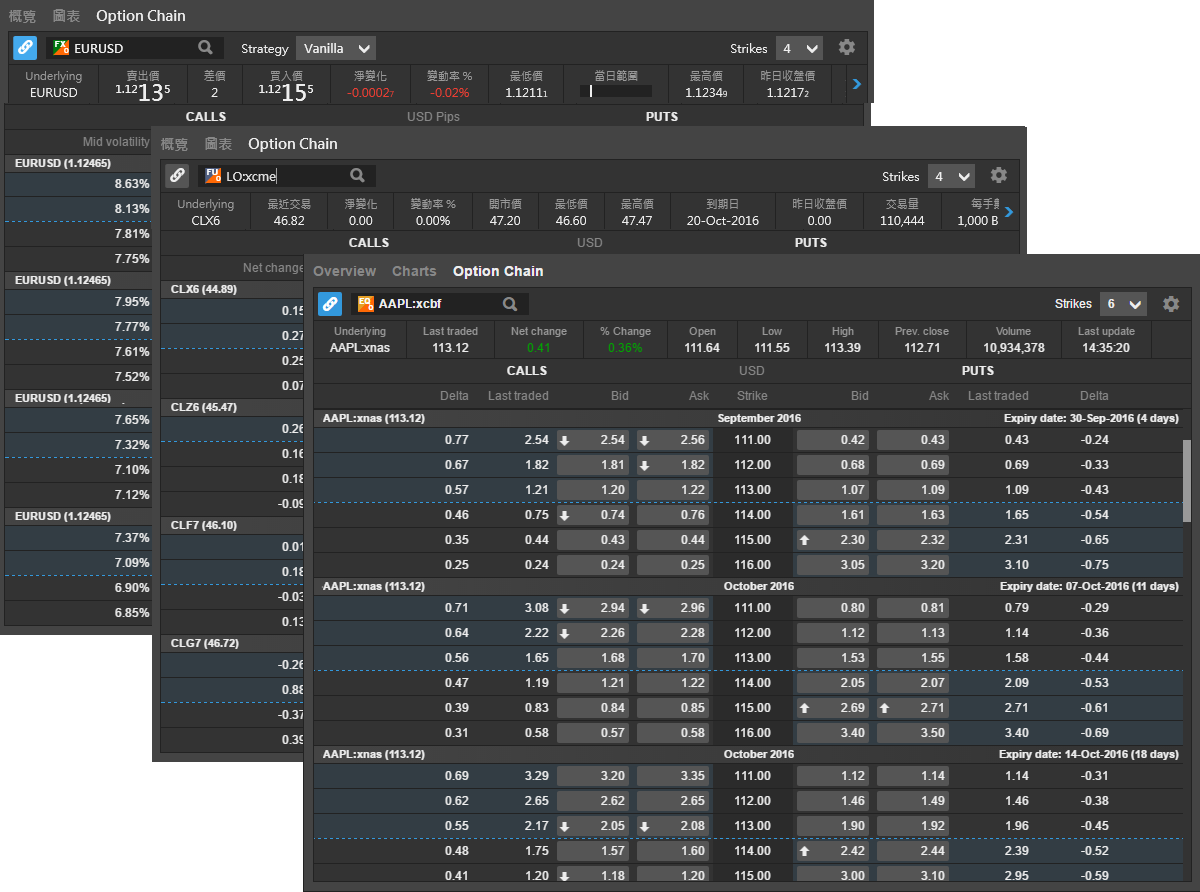 概覽 圖表 Option Chain
FX O EURUSD Strategy Vanilla Strikes 4
Underlying 賣出價 差價 買入價 淨變化 變動率 % 最低價 當日範圍 最高價 昨日收盤價
EURUSD 1.12135 2 1.12155 -0.00027 -0.02% 1.12111 1.12349 1.12172
CALLS USD Pips PUTS
Mid volatility
EURUSD (1.12465)
8.63%
8.13%
7.81%
7.75%
EURUSD (1.12465)
7.95%
7.77%
7.61%
7.52%
EURUSD (1.12465)
7.65%
7.32%
7.10%
7.12%
EURUSD (1.12465)
7.37%
7.09%
6.90%
6.85%
概覽 圖表 Option Chain
FU O LO:xcme Strikes 4
Underlying 最近交易 淨變化 變動率 % 開市價 最低價 最高價 到期日 昨日收盤價 交易量 每手
CLX6 46.82 0.00 0.00% 47.20 46.60 47.47 20-Oct-2016 0.00 110,444 1,000 B
CALLS USD PUTS
Net change
CLX6 (44.89)
0.15
0.27
0.25
0.07
CLZ6 (45.47)
0.26
0.16
0.18
-0.09
CLF7 (46.10)
0.01
0.18
-0.03
0.13
CLG7 (46.72)
-0.26
0.88
-0.37
0.39
Overview Charts Option Chain
EQ O AAPL:xcbf Strikes 6
Underlying Last traded Net change % Change Open Low High Prev. close Volume Last update
AAPL:xnas 113.12 0.41 0.36% 111.64 111.55 113.39 112.71 10,934,378 14:35:20
CALLS USD PUTS
Delta Last traded Bid Ask Strike Bid Ask Last traded Delta
AAPL:xnas (113.12) September 2016 Expiry date: 30-Sep-2016 (4 days)
0.77 2.54 2.54 2.56 111.00 0.42 0.43 0.43 -0.24
0.67 1.82 1.81 1.82 112.00 0.68 0.69 0.69 -0.33
0.57 1.21 1.20 1.22 113.00 1.07 1.09 1.09 -0.43
0.46 0.75 0.74 0.76 114.00 1.61 1.63 1.65 -0.54
0.35 0.44 0.43 0.44 115.00 2.30 2.32 2.31 -0.65
0.25 0.24 0.24 0.25 116.00 3.05 3.20 3.10 -0.75
AAPL:xnas (113.12) October 2016 Expiry date: 07-Oct-2016 (11 days)
0.71 3.08 2.94 2.96 111.00 0.80 0.81 0.79 -0.29
0.64 2.22 2.26 2.28 112.00 1.12 1.13 1.14 -0.36
0.56 1.65 1.68 1.70 113.00 1.53 1.55 1.58 -0.44
0.47 1.19 1.21 1.22 114.00 2.05 2.07 2.09 -0.53
0.39 0.83 0.84 0.85 115.00 2.69 2.71 2.71 -0.61
0.31 0.58 0.57 0.58 116.00 3.40 3.50 3.40 -0.69
AAPL:xnas (113.12) October 2016 Expiry date: 14-Oct-2016 (18 days)
0.69 3.29 3.20 3.35 111.00 1.12 1.14 1.14 -0.31
0.62 2.65 2.62 2.65 112.00 1.46 1.49 1.46 -0.38
0.55 2.17 2.05 2.08 113.00 1.90 1.92 1.96 -0.45
0.48 1.75 1.57 1.60 114.00 2.42 2.44 2.39 -0.52
0.41 1.20 1.18 1.20 115.00 3.00 3.10 2.95 -0.59